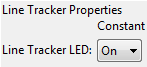 Line Tracker Properties
Constant
Line Tracker LED: On